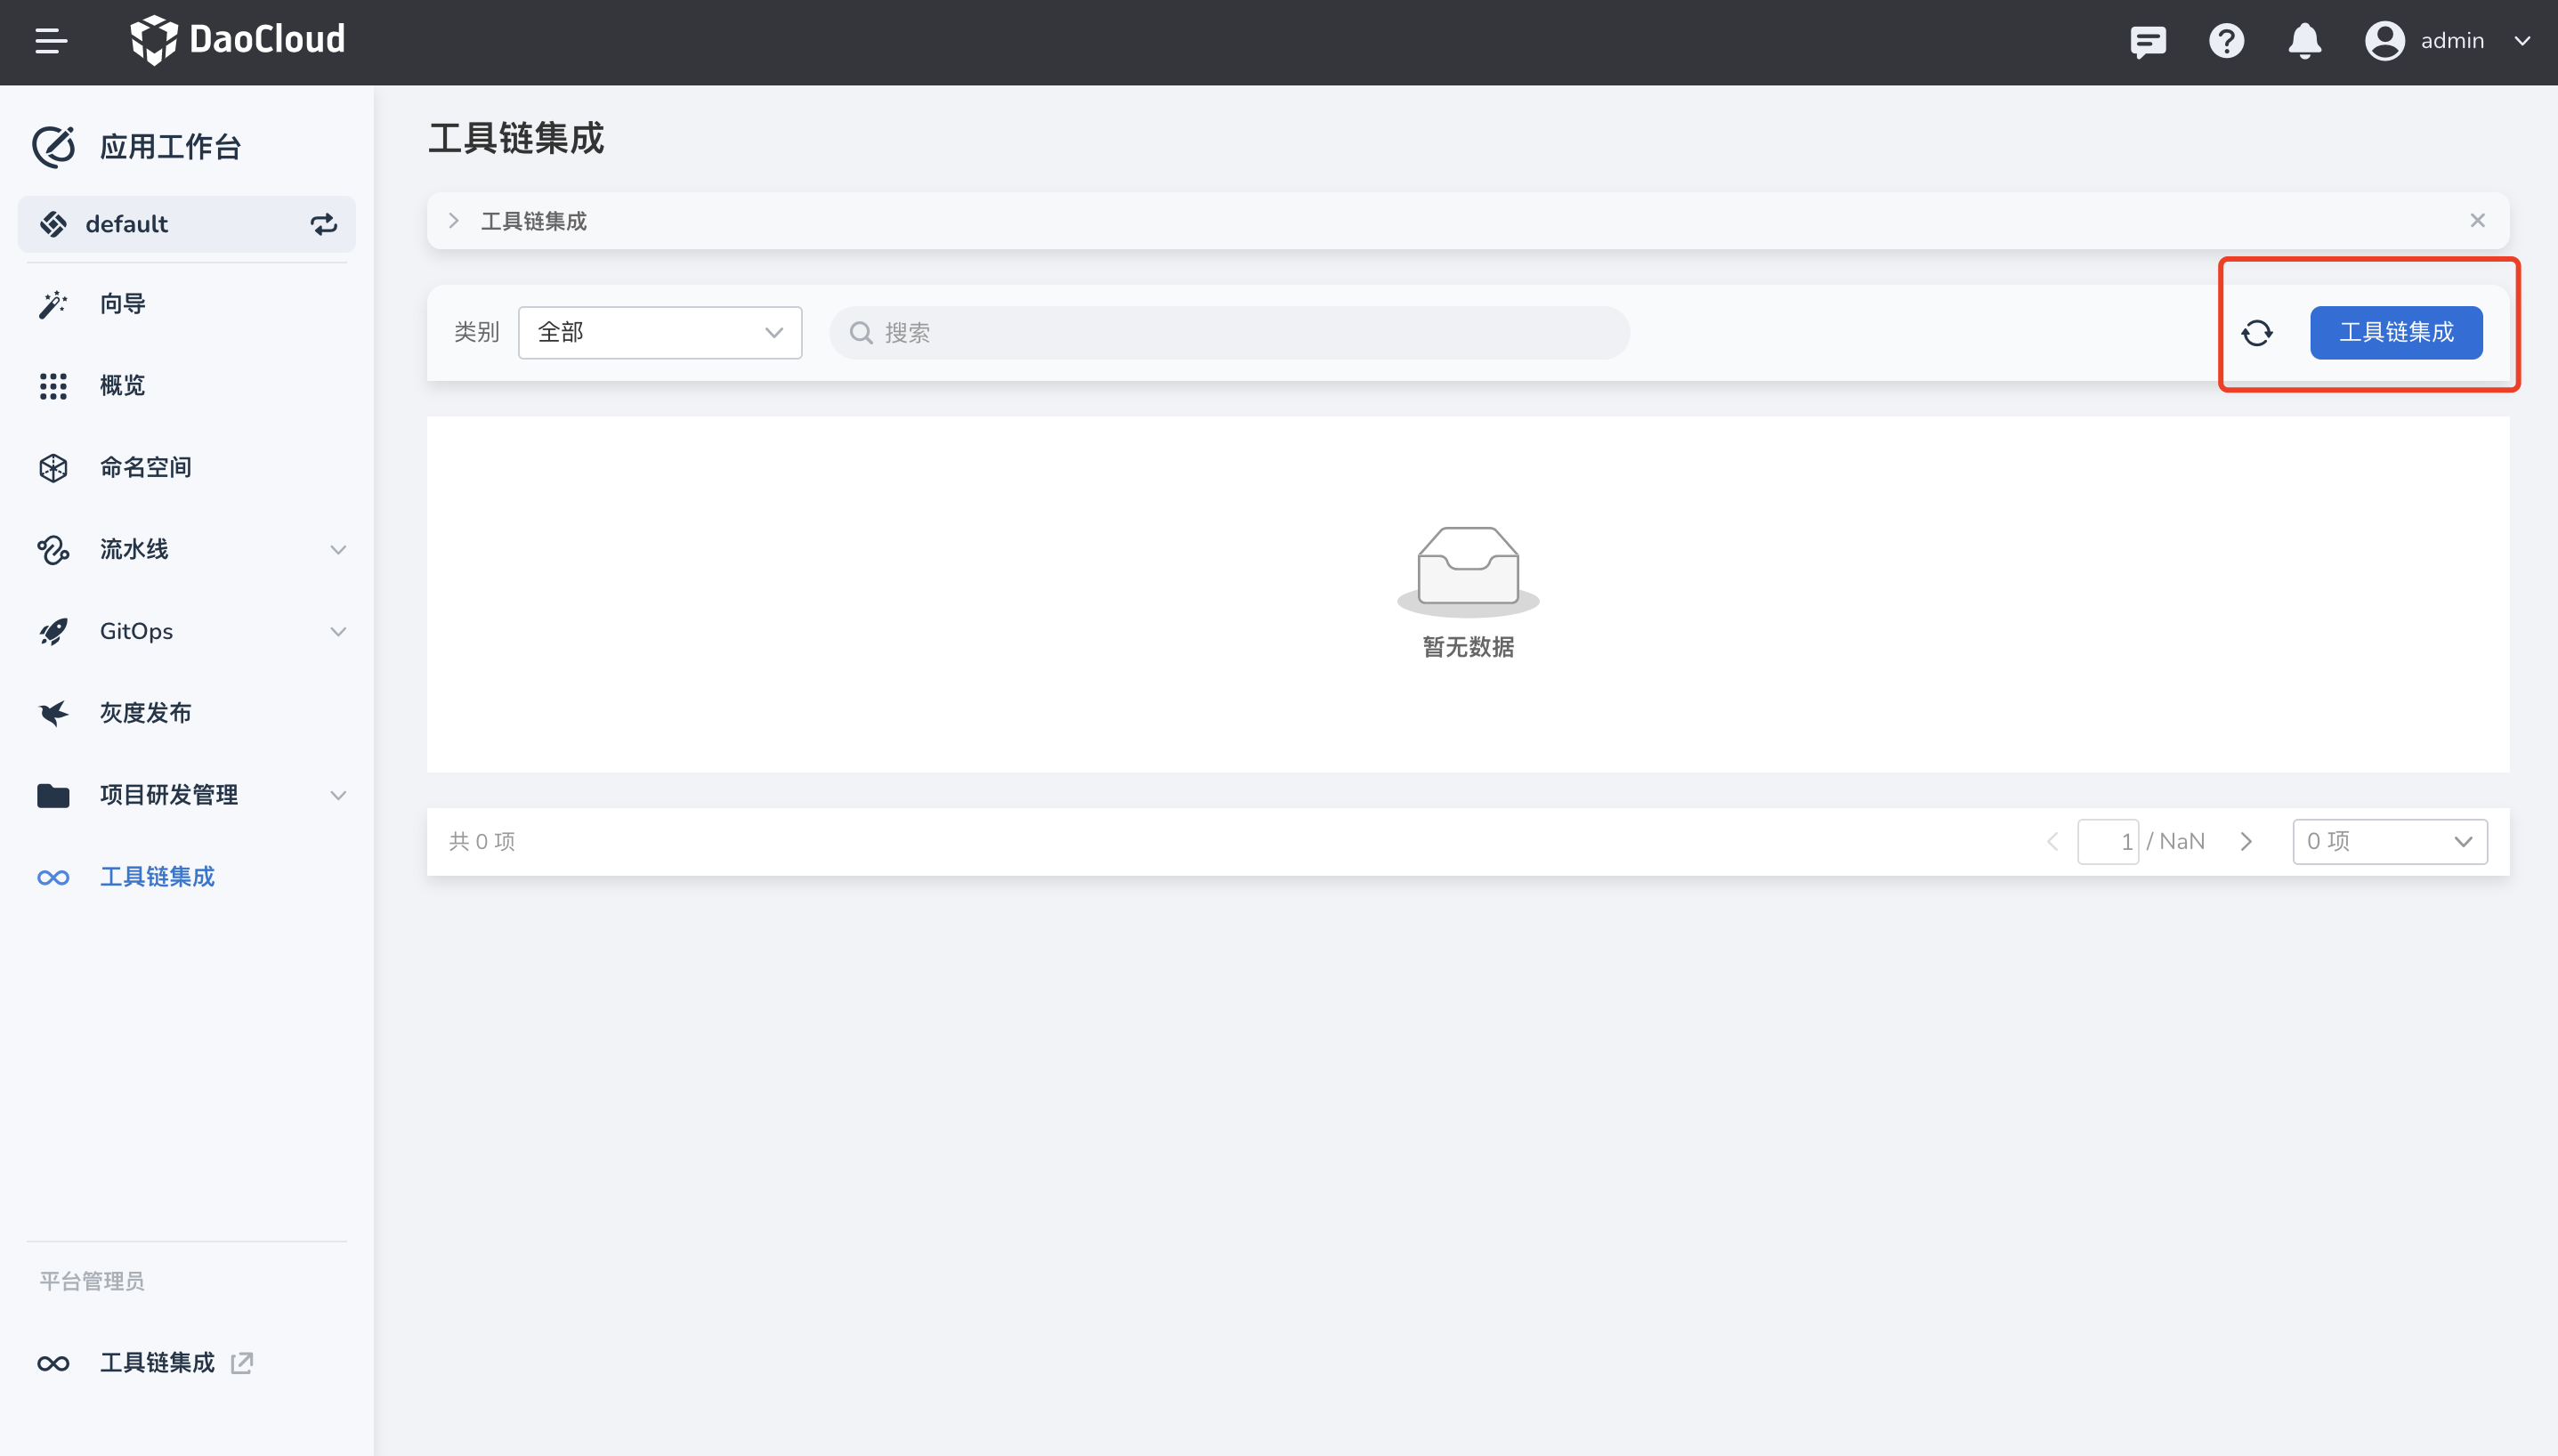 DaoCloud
admin
应用工作台
default
向导
概览
命名空间
流水线
GitOps
灰度发布
项目研发管理
工具链集成
平台管理员
工具链集成
工具链集成
工具链集成
类别
全部
搜索
工具链集成
暂无数据
共 0 项
1 / NaN
0 项